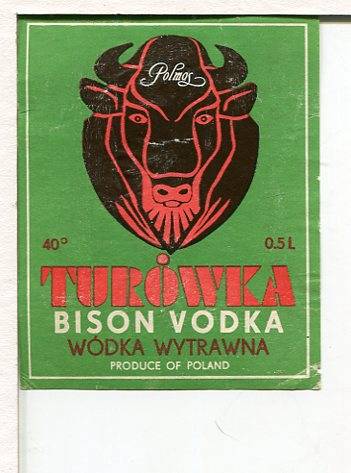 Polmos
40° 0.5 L
TURÓWKA
BISON VODKA
WÓDKA WYTRAWNA
PRODUCE OF POLAND